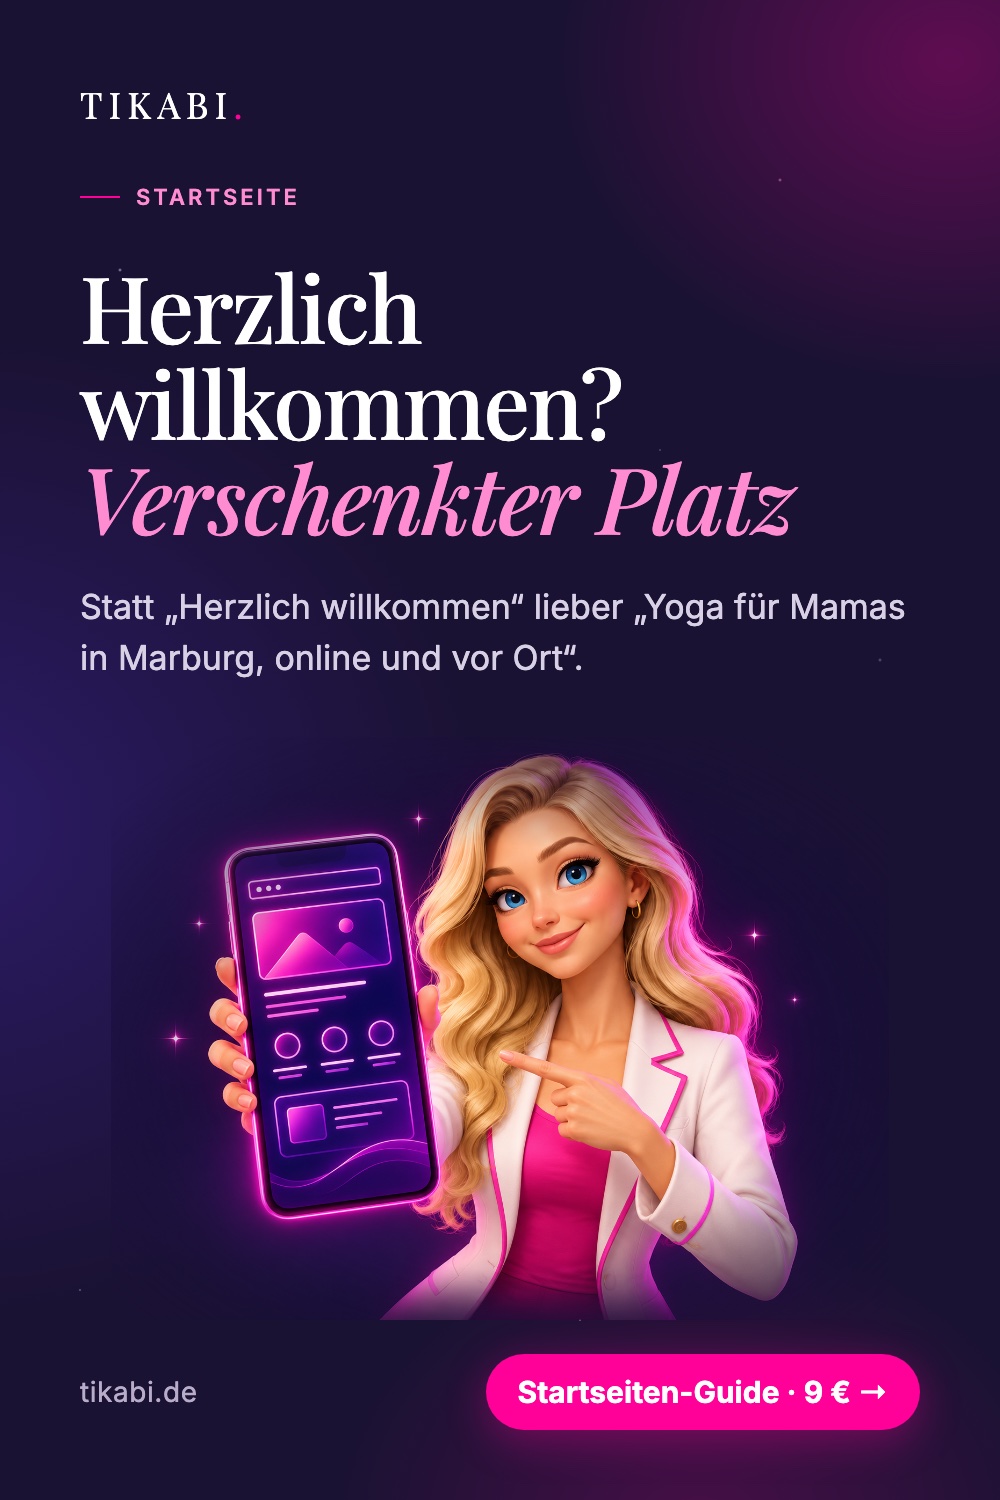 TIKABI.
STARTSEITE
Herzlich
willkommen?
Verschenkter Platz
Statt „Herzlich willkommen“ lieber „Yoga für Mamas
in Marburg, online und vor Ort“.
tikabi.de
Startseiten-Guide · 9 € →